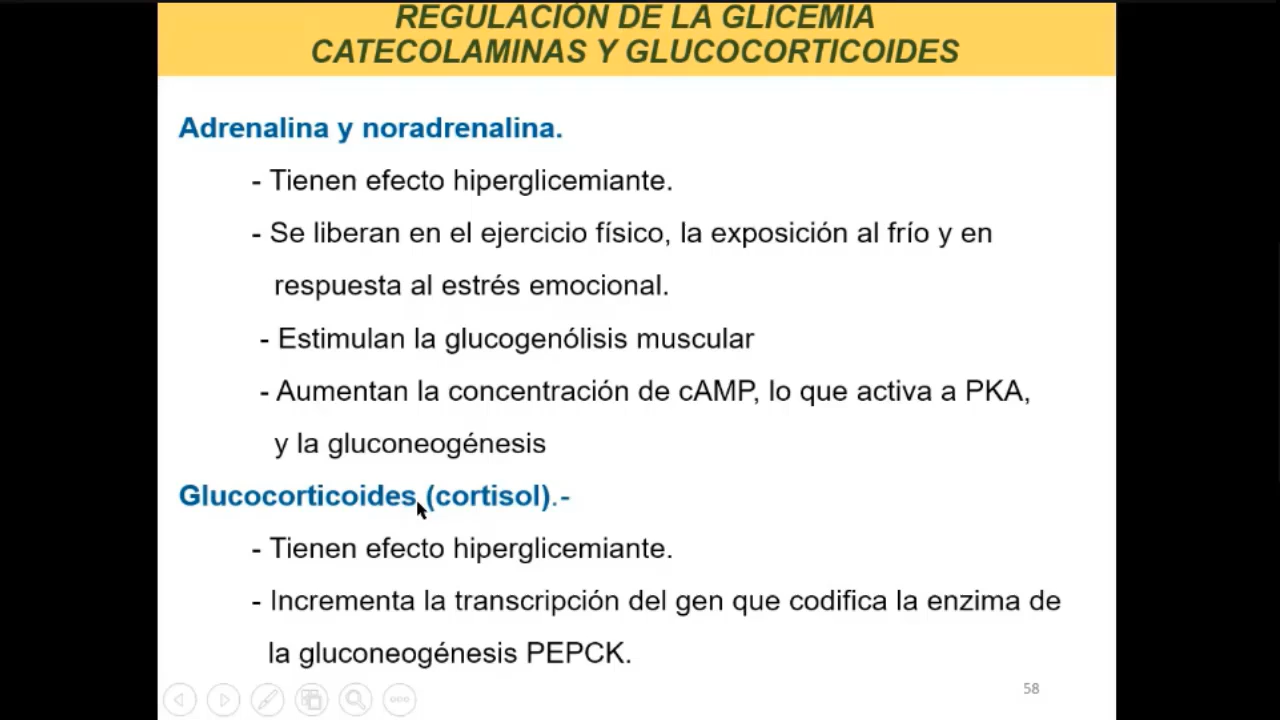 REGULACIÓN DE LA GLICEMIA
CATECOLAMINAS Y GLUCOCORTICOIDES
Adrenalina y noradrenalina.
- Tienen efecto hiperglicemiante.
- Se liberan en el ejercicio físico, la exposición al frío y en
respuesta al estrés emocional.
- Estimulan la glucogenólisis muscular
- Aumentan la concentración de cAMP, lo que activa a PKA,
y la gluconeogénesis
Glucocorticoides (cortisol).-
- Tienen efecto hiperglicemiante.
- Incrementa la transcripción del gen que codifica la enzima de
la gluconeogénesis PEPCK.
58